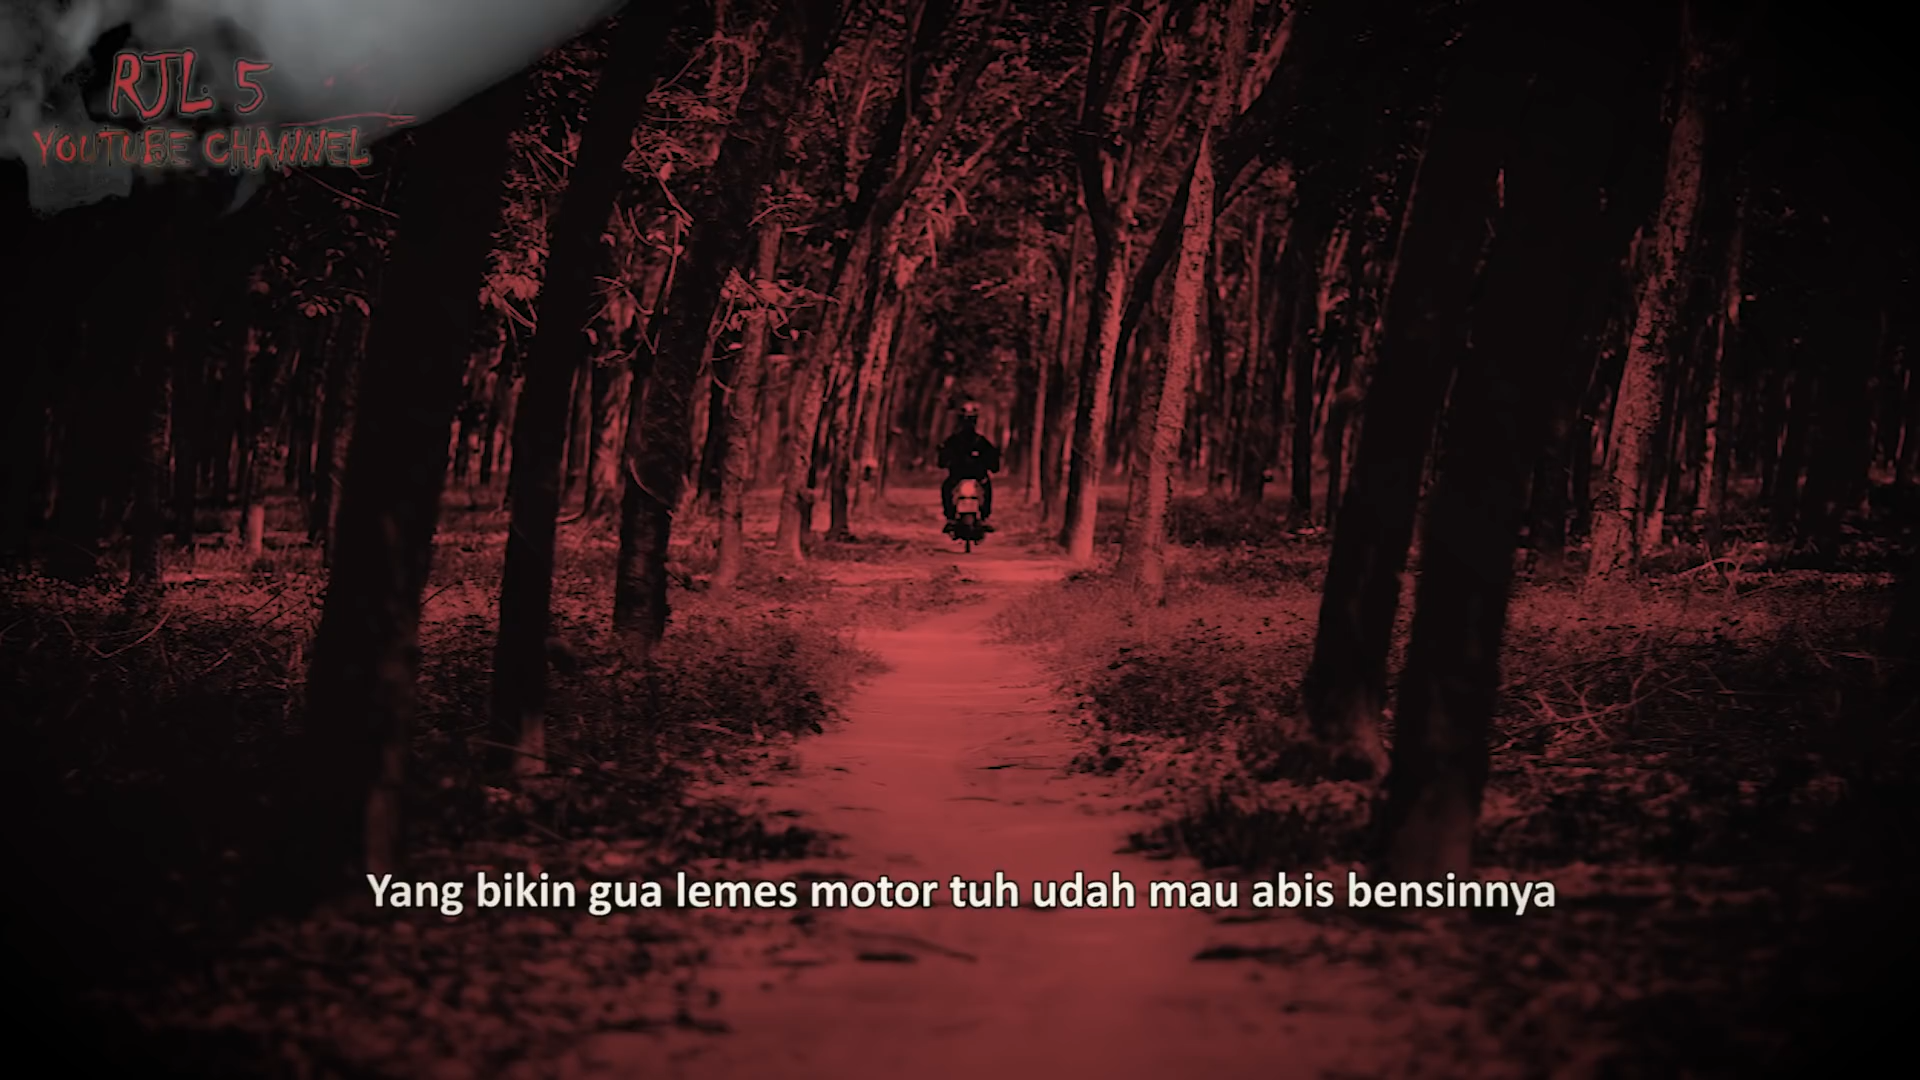 RJL 5
YOUTUBE CHANNEL
Yang bikin gua lemes motor tuh udah mau abis bensinnya